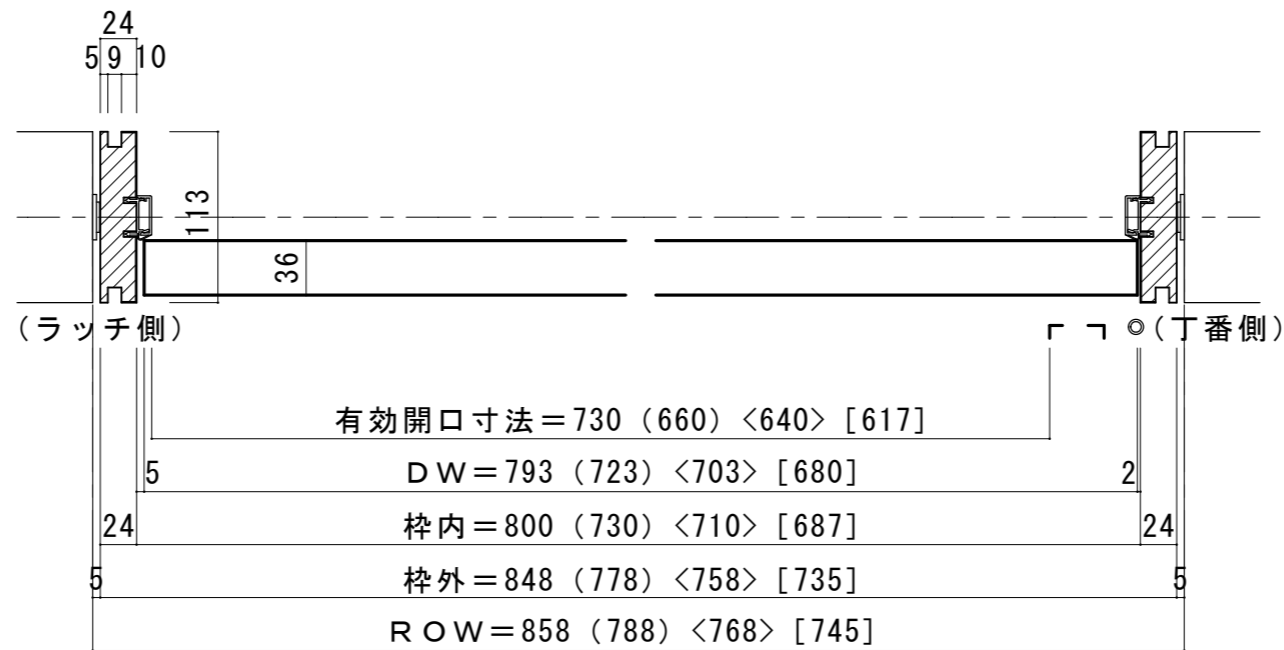 24
5 9 10
113
36
(ラッチ側)
(丁番側)
有効開口寸法=730 (660) <640> [617]
5 DW=793 (723) <703> [680] 2
24 枠内=800 (730) <710> [687] 24
5 枠外=848 (778) <758> [735] 5
ROW=858 (788) <768> [745]